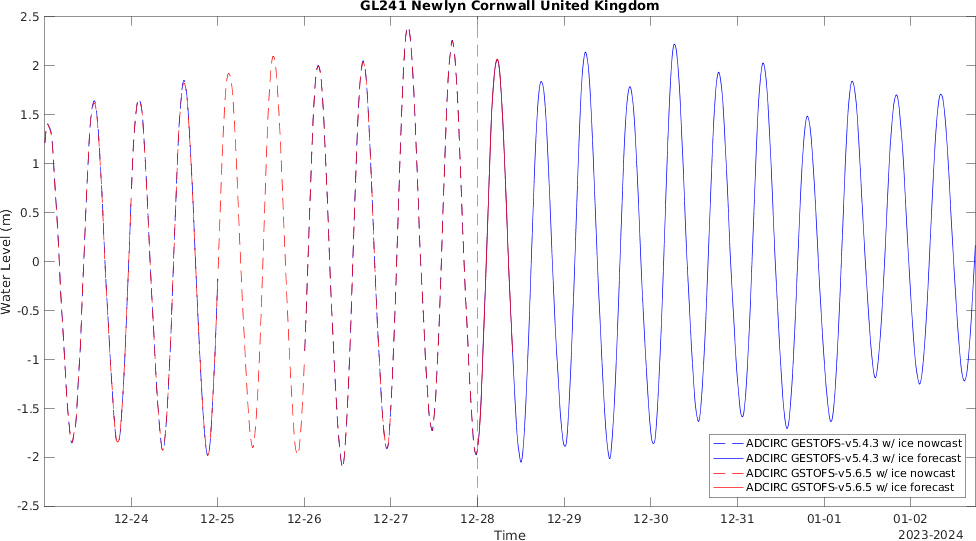 GL241 Newlyn Cornwall United Kingdom
2.5
2
1.5
1
0.5
0
-0.5
-1
-1.5
-2
-2.5
Water Level (m)
ADCIRC GESTOFS-v5.4.3 w/ ice nowcast
ADCIRC GESTOFS-v5.4.3 w/ ice forecast
ADCIRC GSTOFS-v5.6.5 w/ ice nowcast
ADCIRC GSTOFS-v5.6.5 w/ ice forecast
12-24 12-25 12-26 12-27 12-28 12-29 12-30 12-31 01-01 01-02
Time
2023-2024